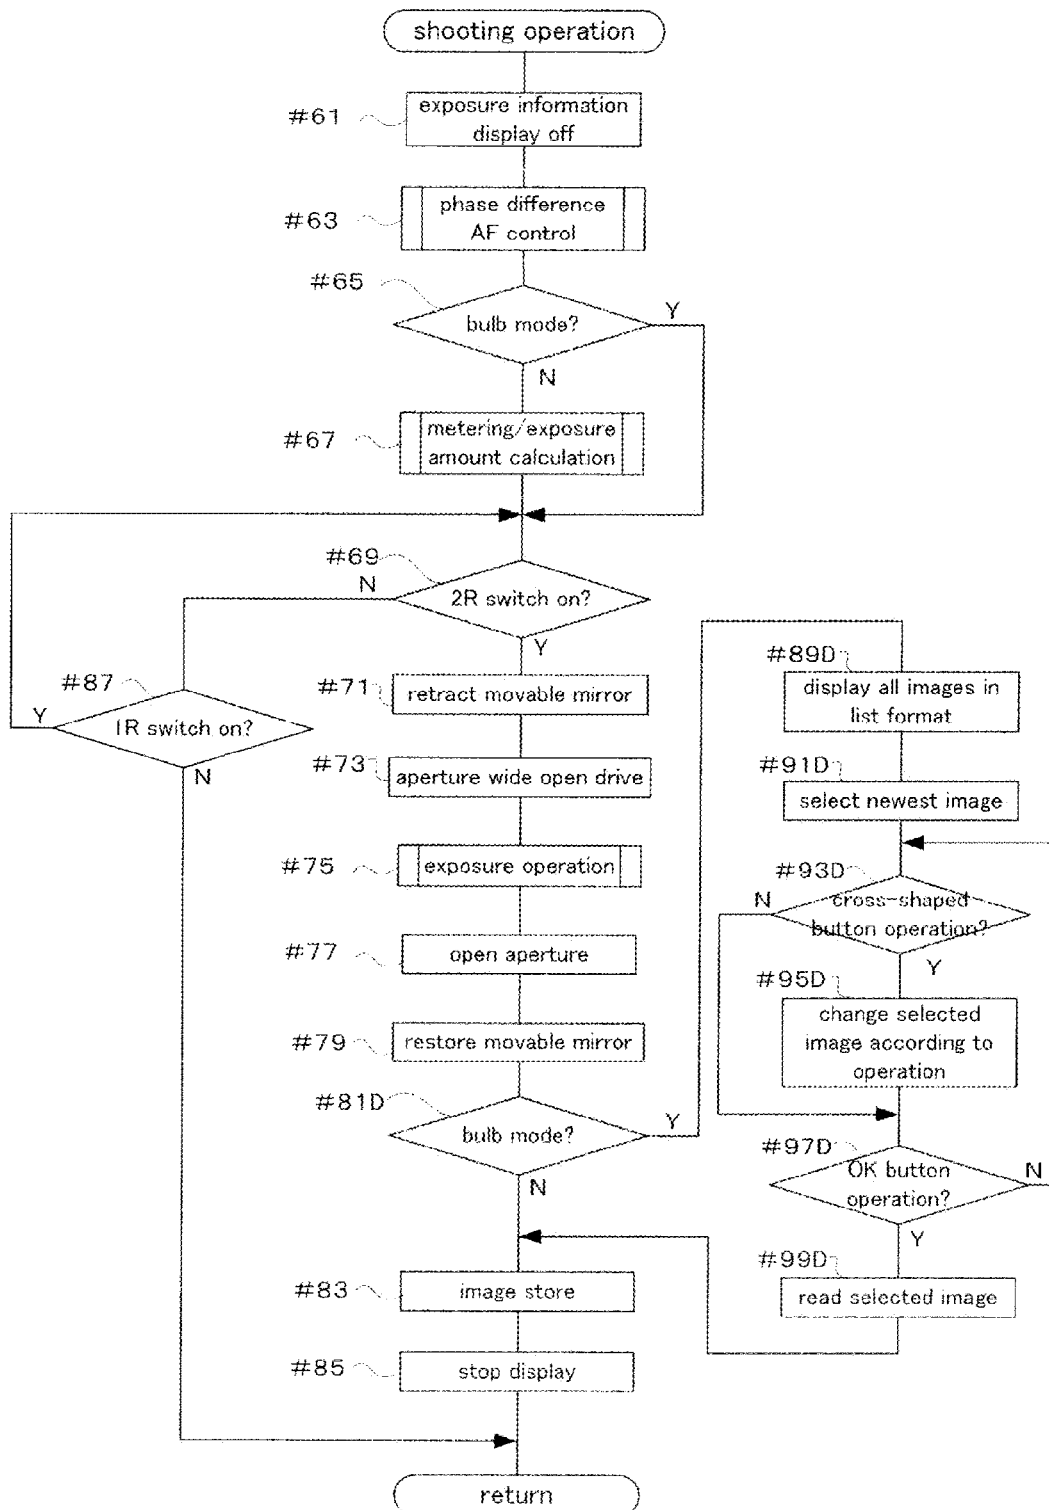 shooting operation
#61
exposure information
display off
#63
phase difference
AF control
#65
bulb mode?
Y
N
#67
metering/exposure
amount calculation
#69
N
2R switch on?
Y
#87
Y
1R switch on?
N
#71
retract movable mirror
#73
aperture wide open drive
#75
exposure operation
#77
open aperture
#79
restore movable mirror
#81D
bulb mode?
Y
N
#89D
display all images in
list format
#91D
select newest image
#93D
N
cross-shaped
button operation?
Y
#95D
change selected
image according to
operation
#97D
OK button
operation?
N
Y
#99D
read selected image
#83
image store
#85
stop display
return